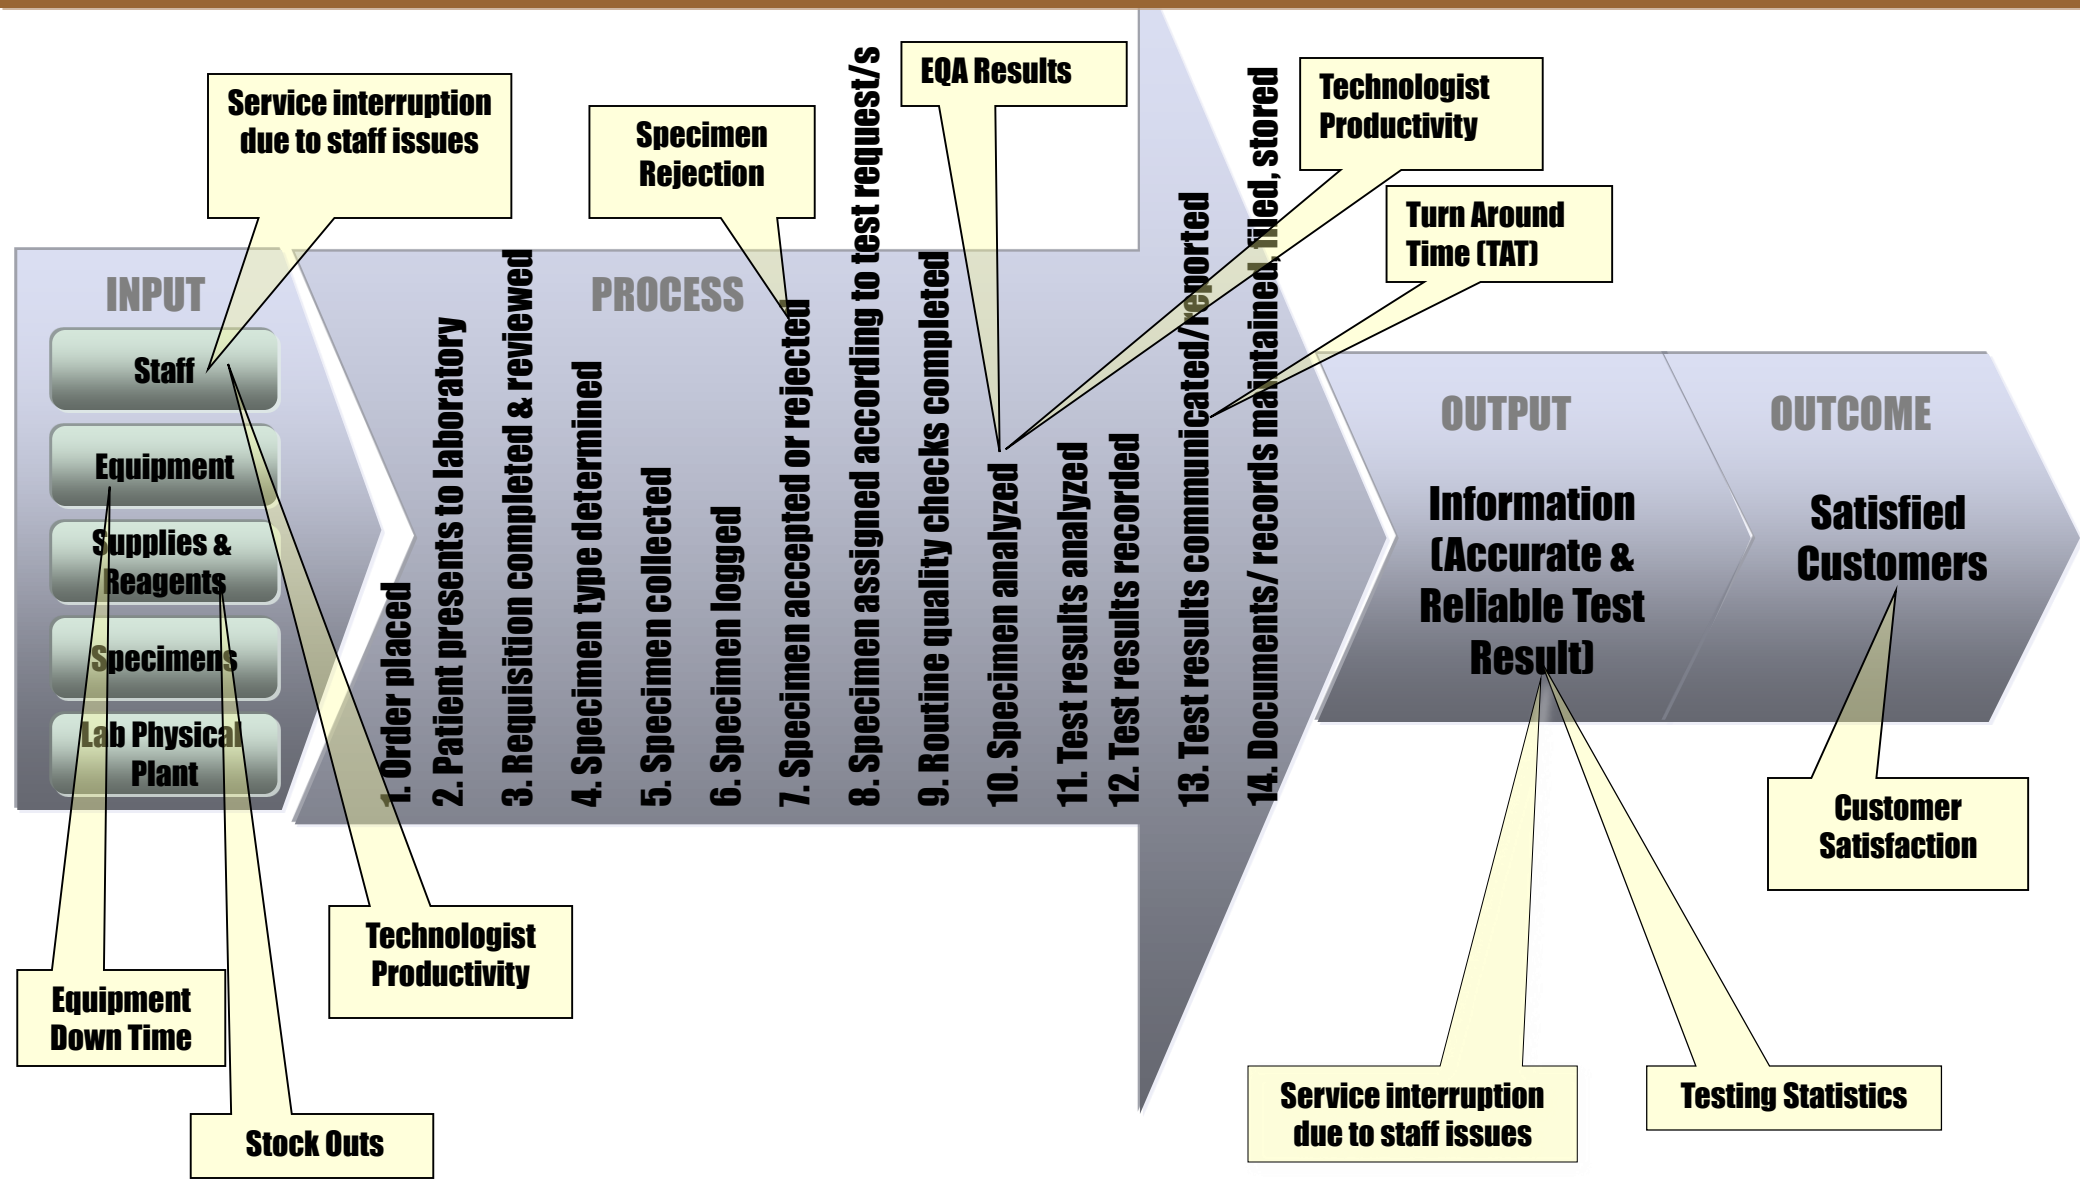 Service interruption
due to staff issues
Specimen
Rejection
EQA Results
Technologist
Productivity
Turn Around
Time (TAT)
INPUT
Staff
Equipment
Supplies &
Reagents
Specimens
Lab Physical
Plant
PROCESS
1. Order placed
2. Patient presents to laboratory
3. Requisition completed & reviewed
4. Specimen type determined
5. Specimen collected
6. Specimen logged
7. Specimen accepted or rejected
8. Specimen assigned according to test request/s
9. Routine quality checks completed
10. Specimen analyzed
11. Test results analyzed
12. Test results recorded
13. Test results communicated/reported
14. Documents/ records maintained, filed, stored
OUTPUT
Information
(Accurate &
Reliable Test
Result)
OUTCOME
Satisfied
Customers
Customer
Satisfaction
Technologist
Productivity
Equipment
Down Time
Stock Outs
Service interruption
due to staff issues
Testing Statistics